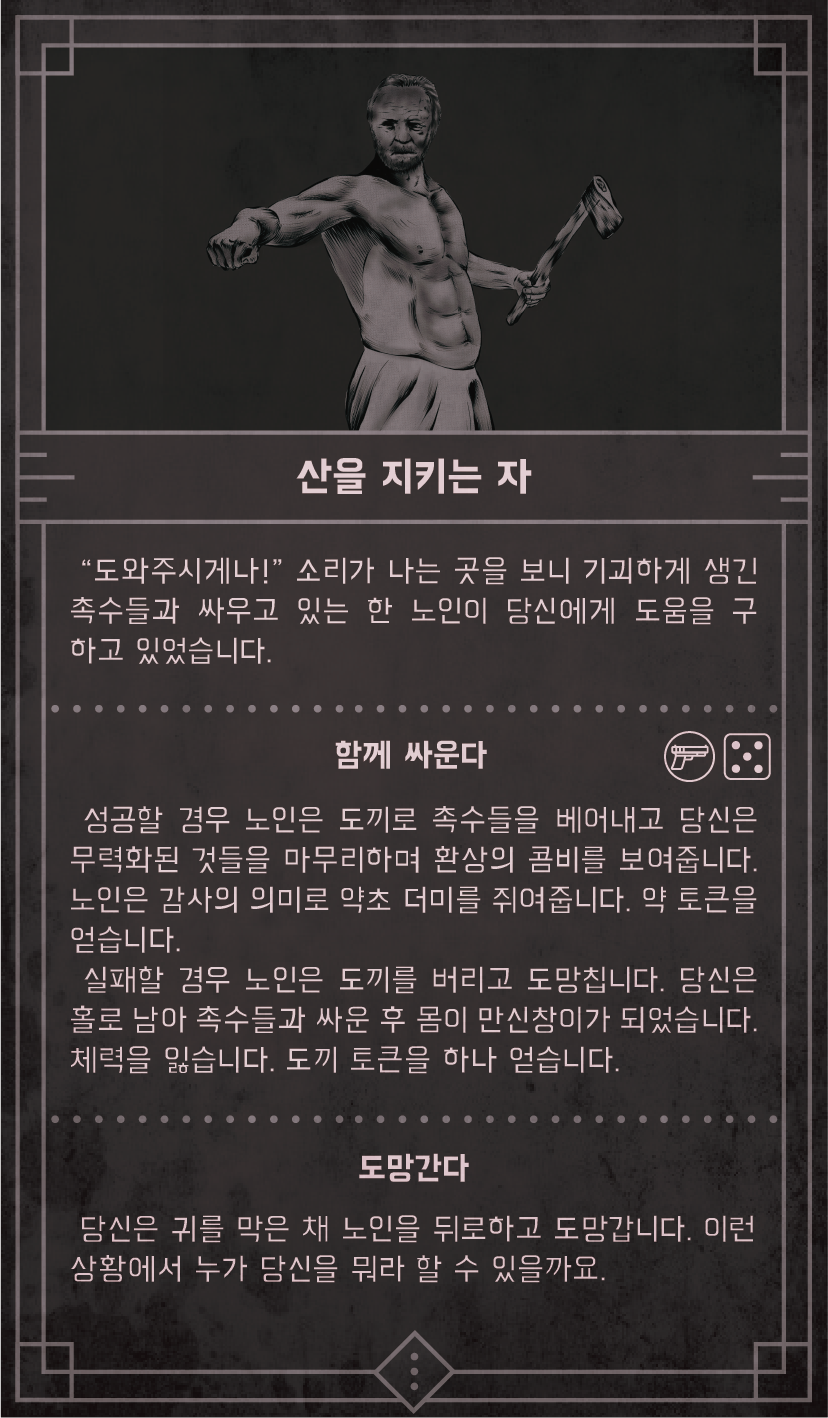 산을 지키는 자
“도와주시게나!” 소리가 나는 곳을 보니 기괴하게 생긴
촉수들과 싸우고 있는 한 노인이 당신에게 도움을 구
하고 있었습니다.
함께 싸운다
성공할 경우 노인은 도끼로 촉수들을 베어내고 당신은
무력화된 것들을 마무리하며 환상의 콤비를 보여줍니다.
노인은 감사의 의미로 약초 더미를 쥐여줍니다. 약 토큰을
얻습니다.
실패할 경우 노인은 도끼를 버리고 도망칩니다. 당신은
홀로 남아 촉수들과 싸운 후 몸이 만신창이가 되었습니다.
체력을 잃습니다. 도끼 토큰을 하나 얻습니다.
도망간다
당신은 귀를 막은 채 노인을 뒤로하고 도망갑니다. 이런
상황에서 누가 당신을 뭐라 할 수 있을까요.